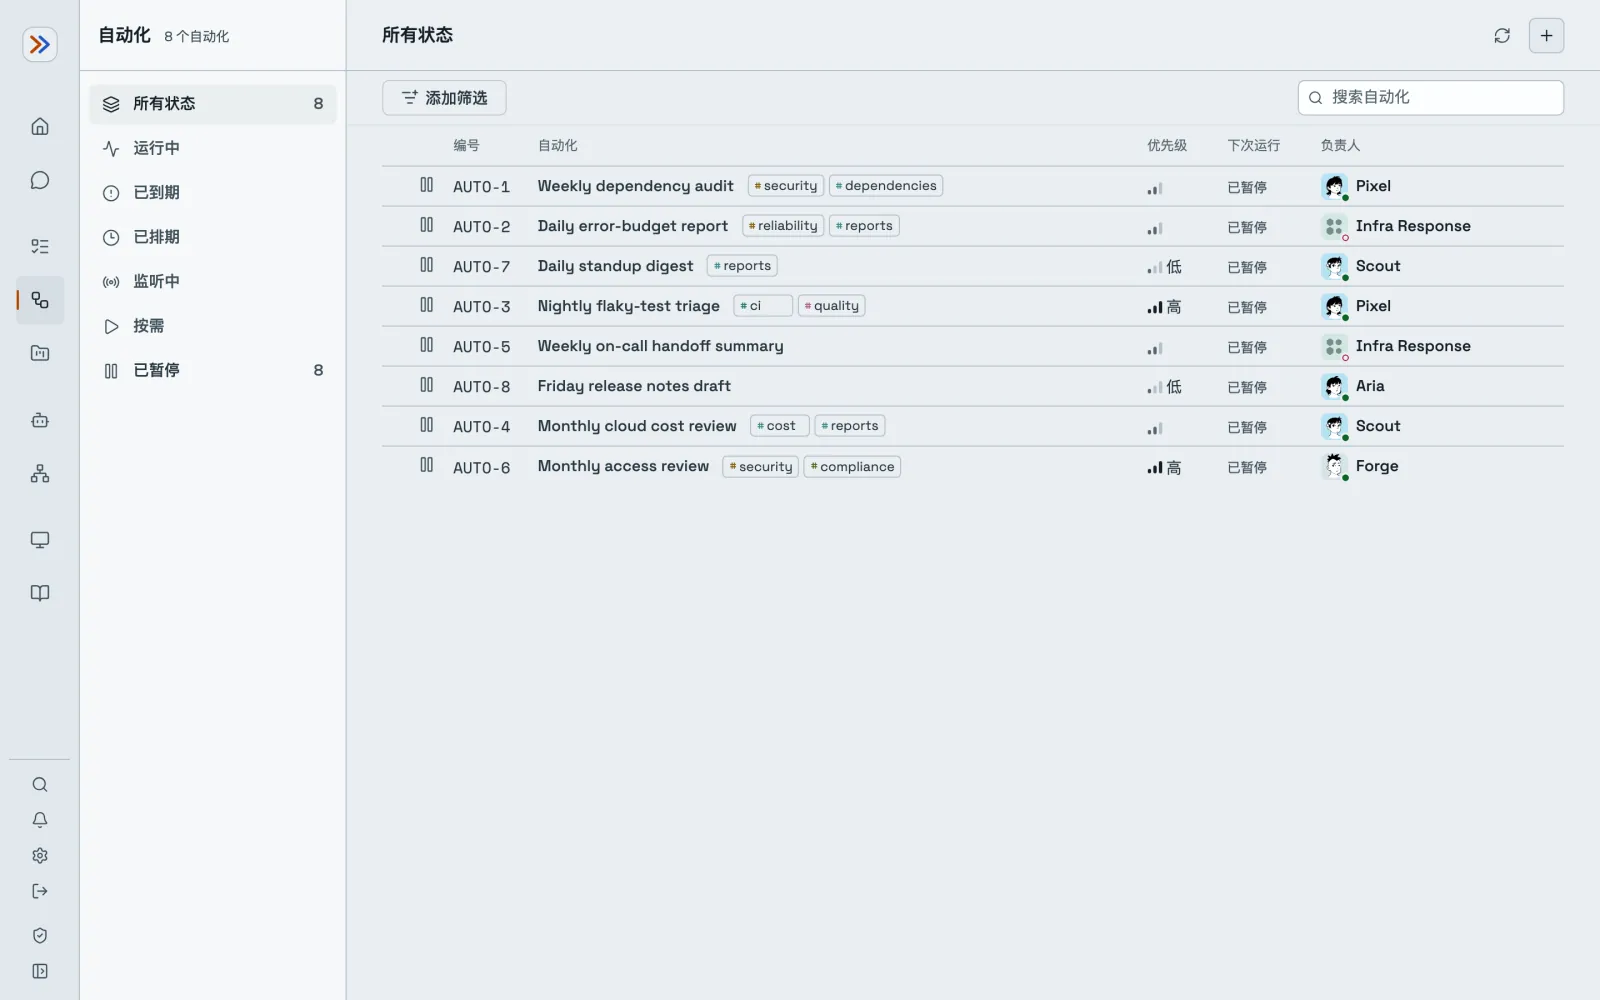 自动化 8 个自动化
所有状态 8
运行中
已到期
已排期
监听中
按需
已暂停 8
所有状态
添加筛选
搜索自动化
编号 自动化 优先级 下次运行 负责人
AUTO-1 Weekly dependency audit #security #dependencies 已暂停 Pixel
AUTO-2 Daily error-budget report #reliability #reports 已暂停 Infra Response
AUTO-7 Daily standup digest #reports 低 已暂停 Scout
AUTO-3 Nightly flaky-test triage #ci #quality 高 已暂停 Pixel
AUTO-5 Weekly on-call handoff summary 已暂停 Infra Response
AUTO-8 Friday release notes draft 低 已暂停 Aria
AUTO-4 Monthly cloud cost review #cost #reports 已暂停 Scout
AUTO-6 Monthly access review #security #compliance 高 已暂停 Forge